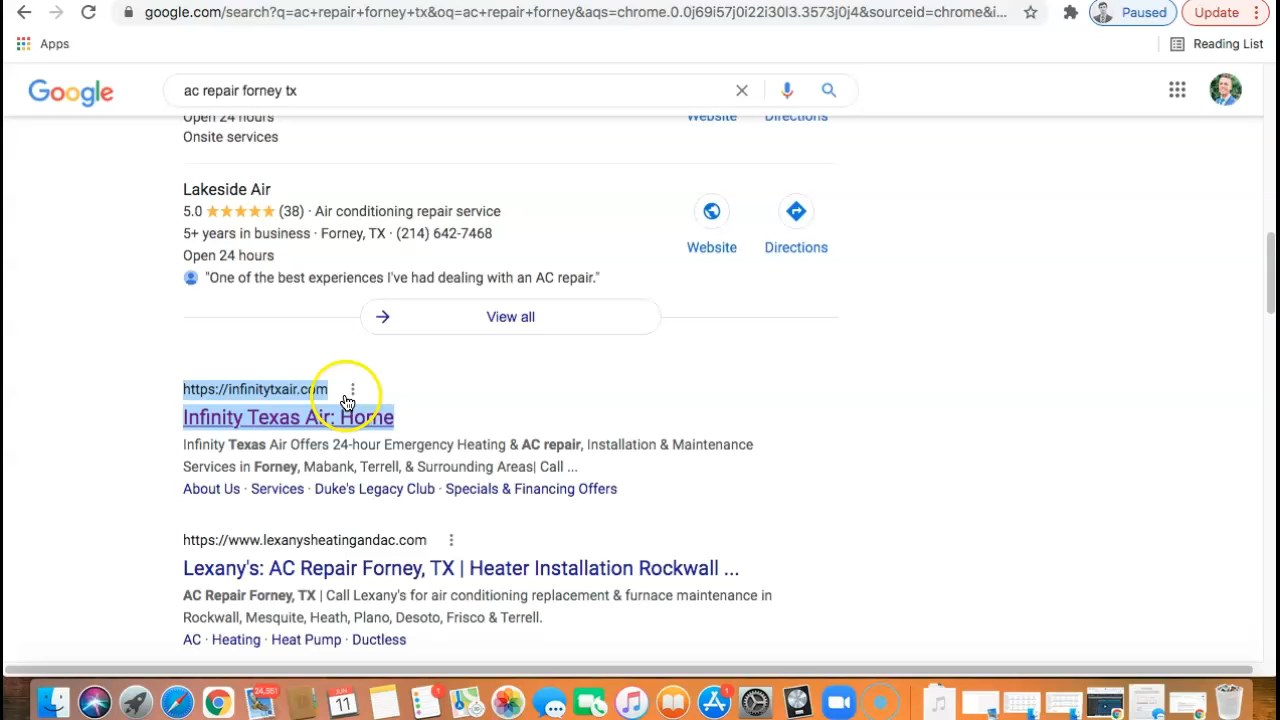 google.com/search?q=ac+repair+forney+tx&oq=ac+repair+forney&aqs=chrome.0.0j69i57j0i22i30l3.3573j0j4&sourceid=chrome&i...
Paused
Update
Apps
Reading List
Google
ac repair forney tx
Open 24 hours
Website
Directions
Onsite services
Lakeside Air
5.0 (38) · Air conditioning repair service
5+ years in business · Forney, TX · (214) 642-7468
Open 24 hours
Website
Directions
"One of the best experiences I've had dealing with an AC repair."
View all
https://infinitytxair.com
Infinity Texas Air: Home
Infinity Texas Air Offers 24-hour Emergency Heating & AC repair, Installation & Maintenance
Services in Forney, Mabank, Terrell, & Surrounding Areas| Call ...
About Us · Services · Duke's Legacy Club · Specials & Financing Offers
https://www.lexanysheatingandac.com
Lexany's: AC Repair Forney, TX | Heater Installation Rockwall ...
AC Repair Forney, TX | Call Lexany's for air conditioning replacement & furnace maintenance in
Rockwall, Mesquite, Heath, Plano, Desoto, Frisco & Terrell.
AC · Heating · Heat Pump · Ductless
24,351
JUN
11
1
1